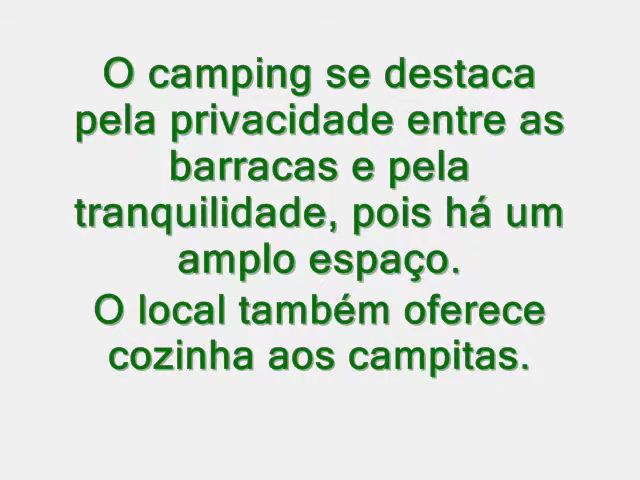 O camping se destaca
pela privacidade entre as
barracas e pela
tranquilidade, pois há um
amplo espaço.
O local também oferece
cozinha aos campitas.